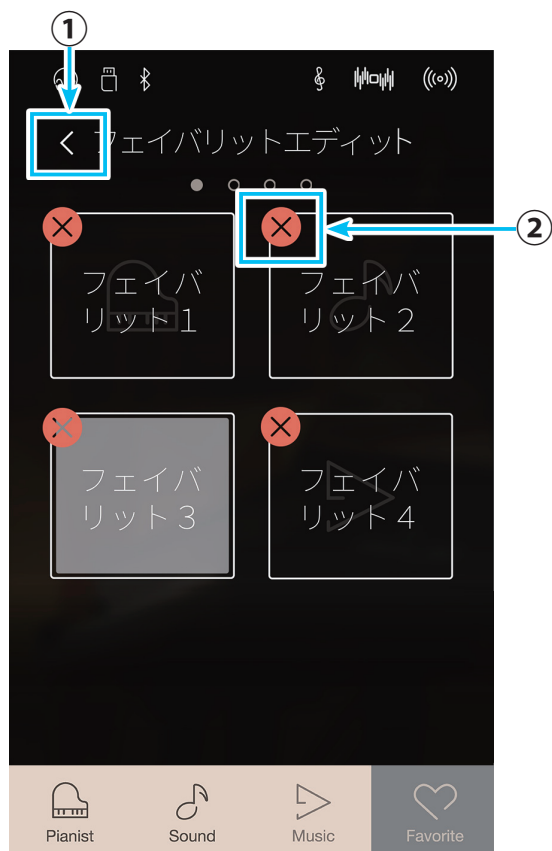 ①
フェイバリットエディット
②
フェイバ
リット1
フェイバ
リット2
フェイバ
リット3
フェイバ
リット4
Pianist Sound Music Favorite